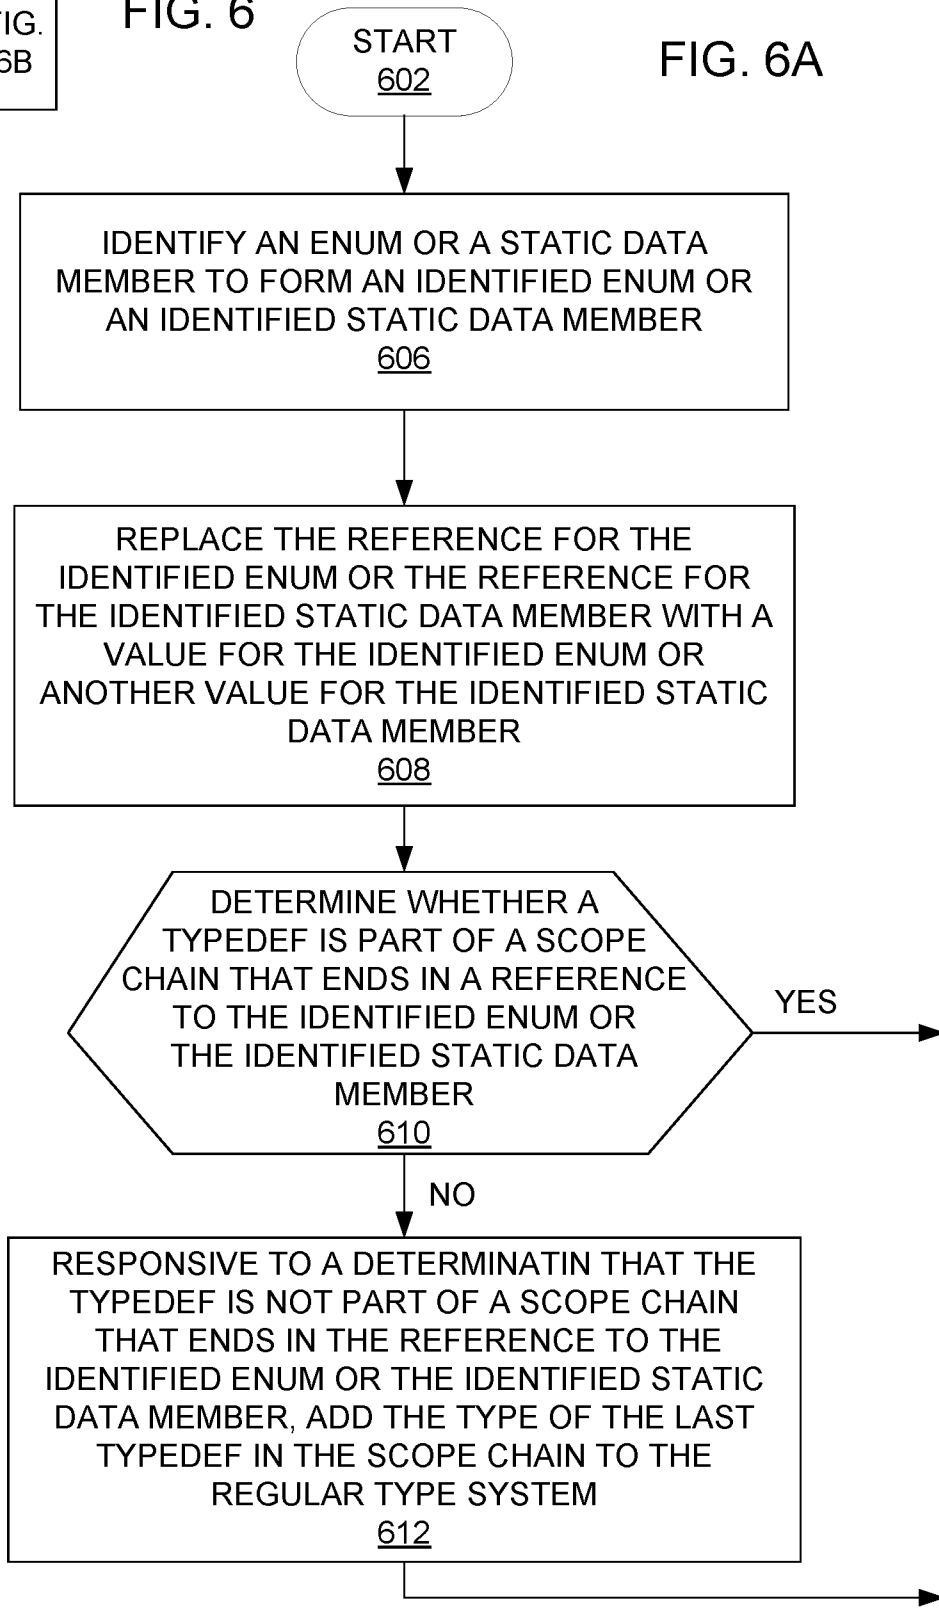 FIG.
6B
FIG. 6
FIG. 6A
START
602
IDENTIFY AN ENUM OR A STATIC DATA
MEMBER TO FORM AN IDENTIFIED ENUM OR
AN IDENTIFIED STATIC DATA MEMBER
606
REPLACE THE REFERENCE FOR THE
IDENTIFIED ENUM OR THE REFERENCE FOR
THE IDENTIFIED STATIC DATA MEMBER WITH A
VALUE FOR THE IDENTIFIED ENUM OR
ANOTHER VALUE FOR THE IDENTIFIED STATIC
DATA MEMBER
608
DETERMINE WHETHER A
TYPEDEF IS PART OF A SCOPE
CHAIN THAT ENDS IN A REFERENCE
TO THE IDENTIFIED ENUM OR
THE IDENTIFIED STATIC DATA
MEMBER
610
YES
NO
RESPONSIVE TO A DETERMINATIN THAT THE
TYPEDEF IS NOT PART OF A SCOPE CHAIN
THAT ENDS IN THE REFERENCE TO THE
IDENTIFIED ENUM OR THE IDENTIFIED STATIC
DATA MEMBER, ADD THE TYPE OF THE LAST
TYPEDEF IN THE SCOPE CHAIN TO THE
REGULAR TYPE SYSTEM
612